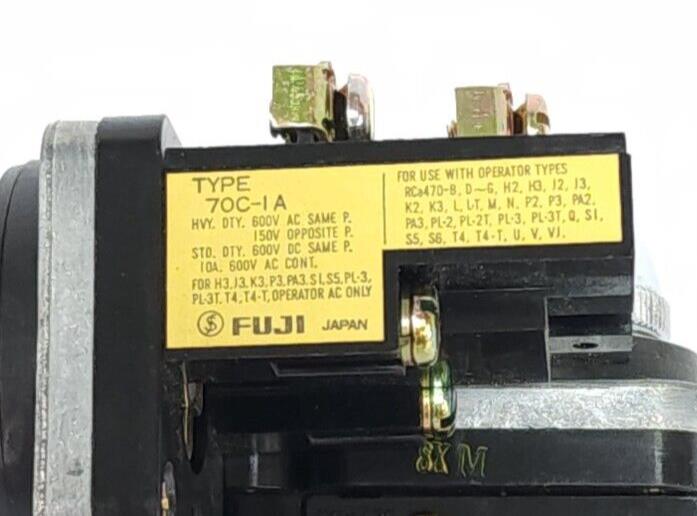 TYPE
70C-1A
HVY. DTY. 600V AC SAME P.
150V OPPOSITE P.
STD. DTY. 600V DC SAME P.
10A. 600V AC CONT.
FOR H3,J3,K3,P3,PA3,S1,S5,PL-3,
PL-3T,T4,T4-T,OPERATOR AC ONLY
FUJI JAPAN
FOR USE WITH OPERATOR TYPES
RCa470-B, D~G, H2, H3, J2, J3,
K2, K3, L, L-T, M, N, P2, P3, PA2,
PA3, PL-2, PL-2T, PL-3, PL-3T, Q, S1,
S5, S6, T4, T4-T, U, V, VJ.
M